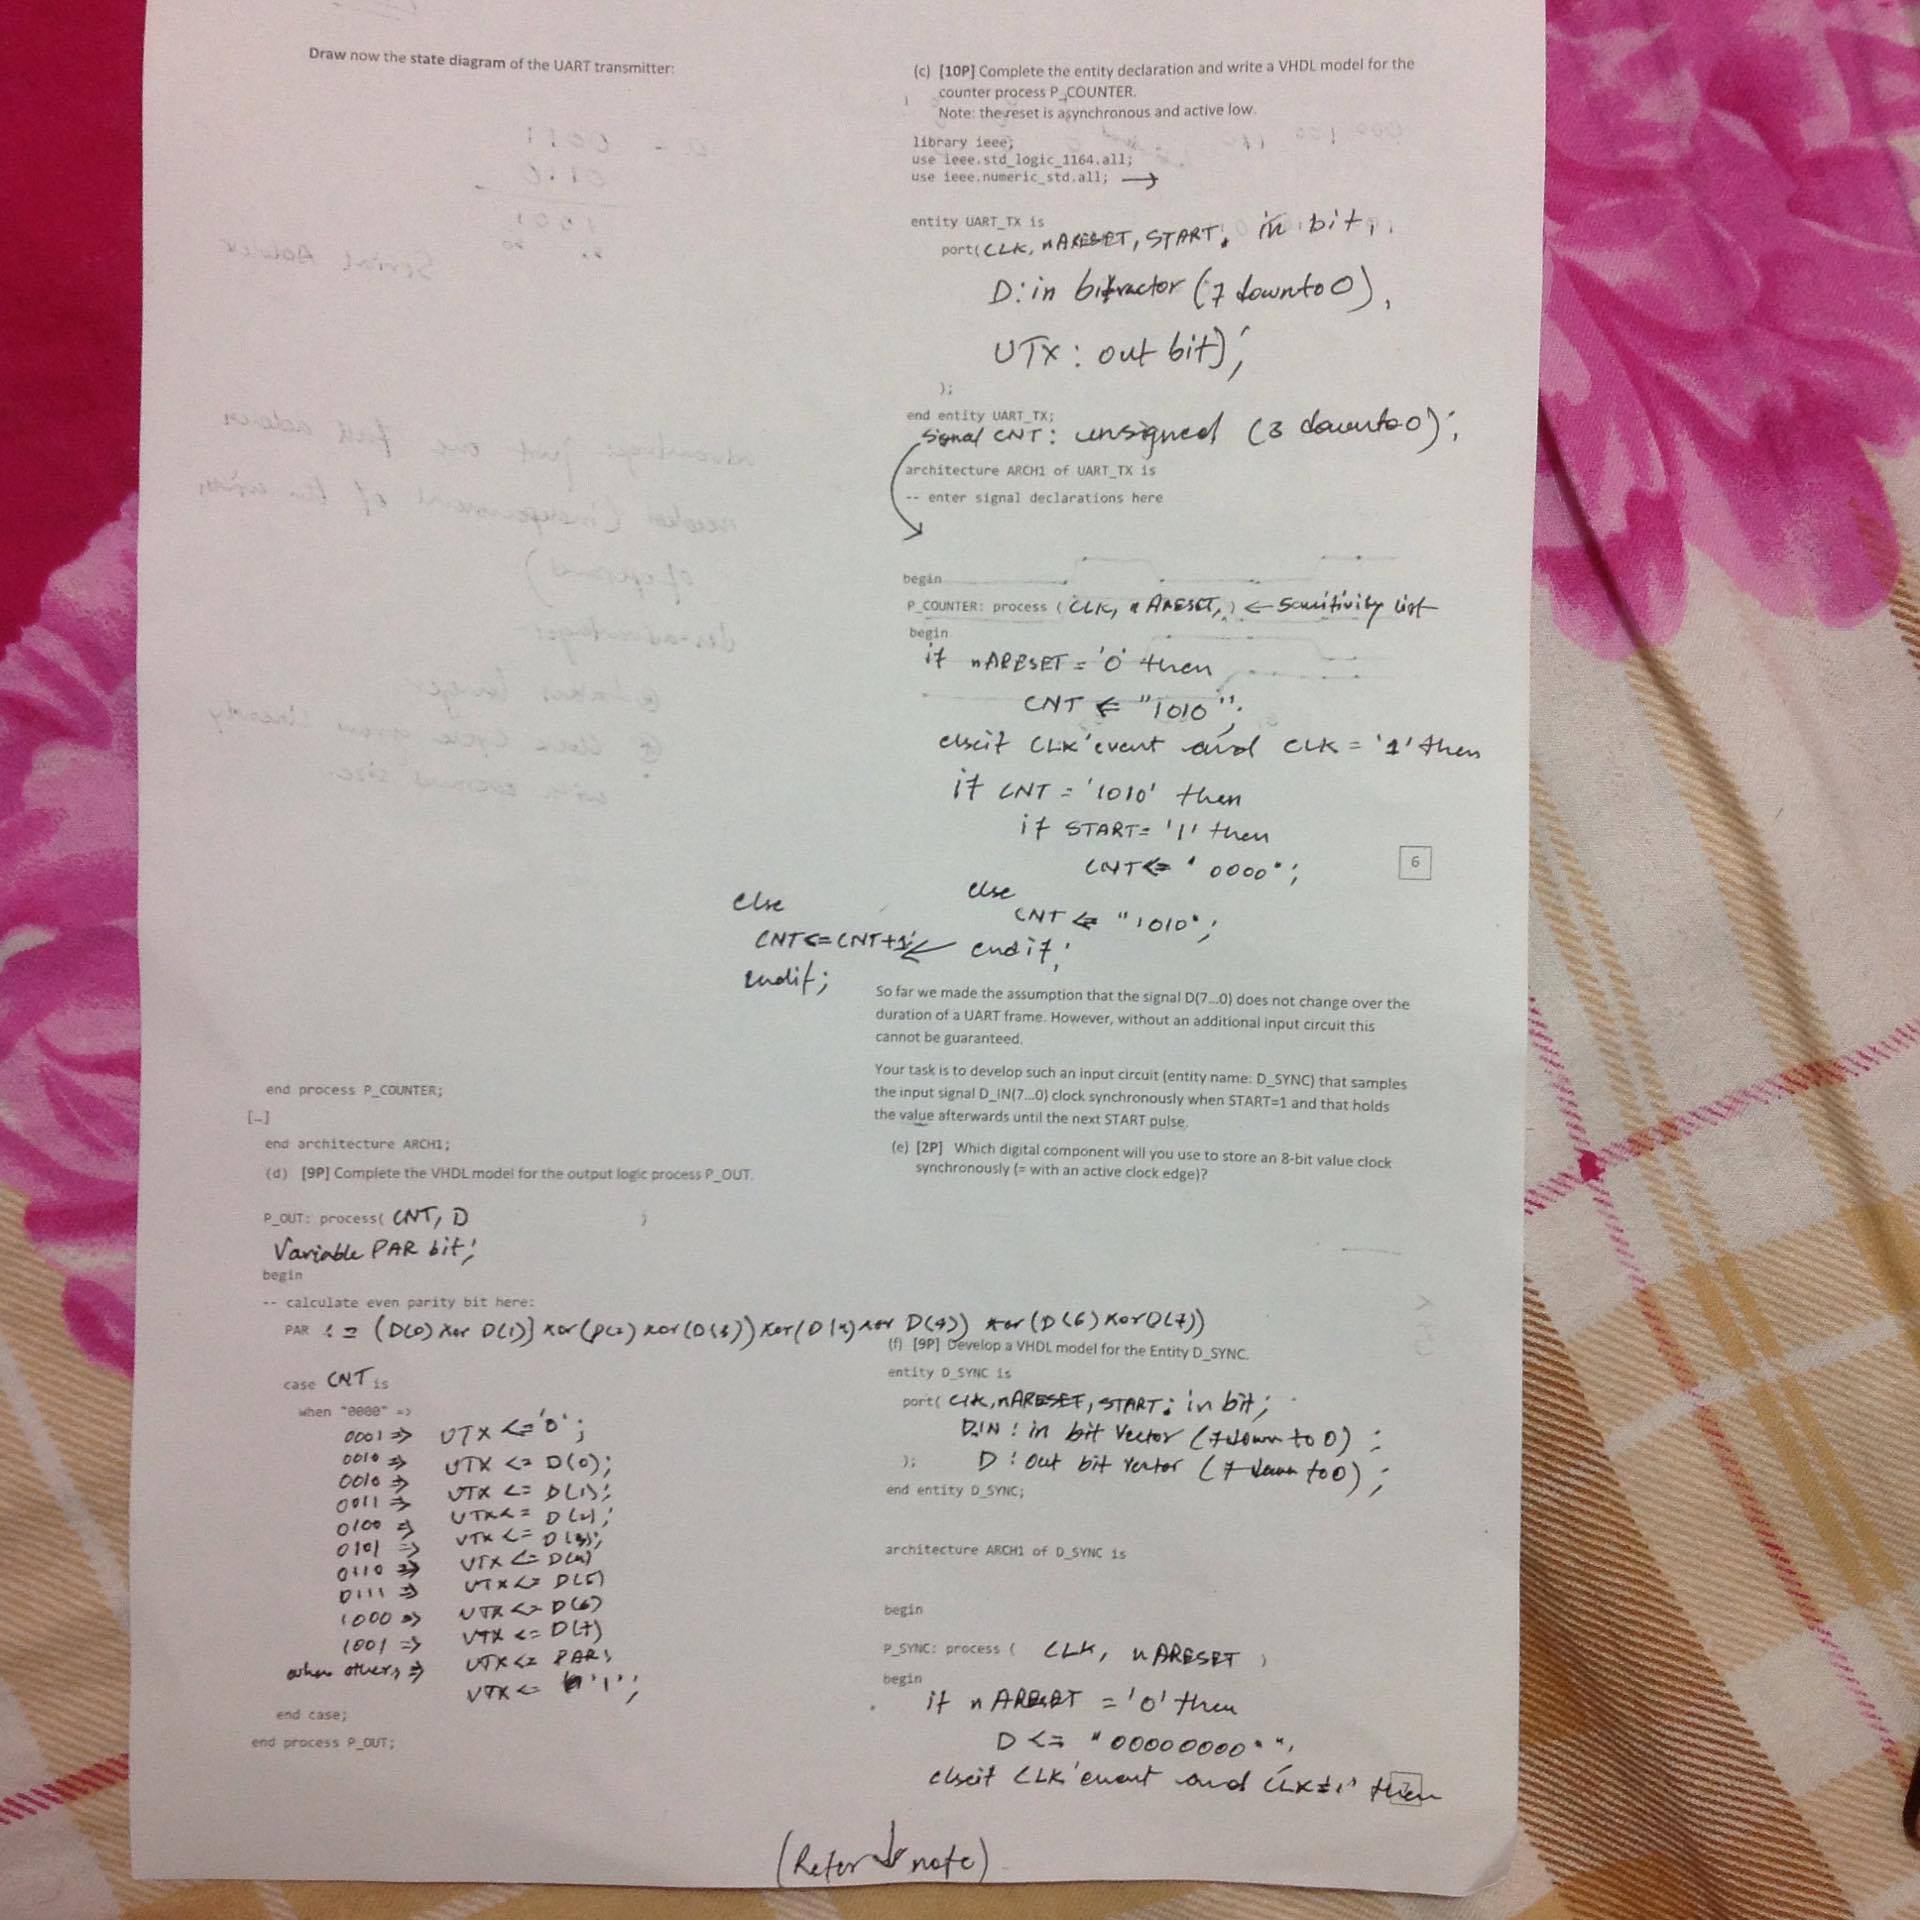 Draw now the state diagram of the UART transmitter:
(c) [10P] Complete the entity declaration and write a VHDL model for the
counter process P_COUNTER.
Note: the reset is asynchronous and active low.
library ieee;
use ieee.std_logic_1164.all;
use ieee.numeric_std.all; →
entity UART_TX is
port( CLK, nARESET, START: in bit;
D: in bitvector (7 downto 0),
UTX : out bit);
);
end entity UART_TX;
signal CNT: unsigned (3 downto 0);
architecture ARCH1 of UART_TX is
-- enter signal declarations here
begin
P_COUNTER: process ( CLK, nARESET, ) ← Sensitivity list
begin
if nARESET = '0' then
CNT <= "1010";
elseif CLK'event and CLK = '1' then
if CNT = '1010' then
if START= '1' then
CNT <= "0000";
6
else
CNT <= "1010";
endif;
else
CNT <= CNT+1;
endif;
end process P_COUNTER;
[…]
end architecture ARCH1;
(d) [9P] Complete the VHDL model for the output logic process P_OUT.
P_OUT: process( CNT, D )
Variable PAR bit;
begin
-- calculate even parity bit here:
PAR := (D(0) xor D(1)) xor (D(2) xor (D(3)) xor (D(4) xor D(4)) xor (D(6) xor D(7))
case CNT is
when "0000" =>
0001 => UTX <= '0';
0010 => UTX <= D(0);
0010 => UTX <= D(1);
0011 => UTX <= D(2);
0100 => UTX <= D(3);
0101 => UTX <= D(4)
0110 => UTX <= D(5)
0111 => UTX <= D(6)
1000 => UTX <= D(7)
1001 => UTX <= PAR;
when others => UTX <= '1';
end case;
end process P_OUT;
So far we made the assumption that the signal D(7...0) does not change over the
duration of a UART frame. However, without an additional input circuit this
cannot be guaranteed.
Your task is to develop such an input circuit (entity name: D_SYNC) that samples
the input signal D_IN(7...0) clock synchronously when START=1 and that holds
the value afterwards until the next START pulse.
(e) [2P] Which digital component will you use to store an 8-bit value clock
synchronously (= with an active clock edge)?
(f) [9P] Develop a VHDL model for the Entity D_SYNC.
entity D_SYNC is
port( Clk, nARESET, START: in bit;
D_IN : in bit Vector (7 down to 0) ;
); D : out bit vector (7 down to 0) ;
end entity D_SYNC;
architecture ARCH1 of D_SYNC is
begin
P_SYNC: process ( CLK, nARESET )
begin
if nARESET = '0' then
D <= "00000000";
elseif CLK'event and CLK='1' then
(Refer note)